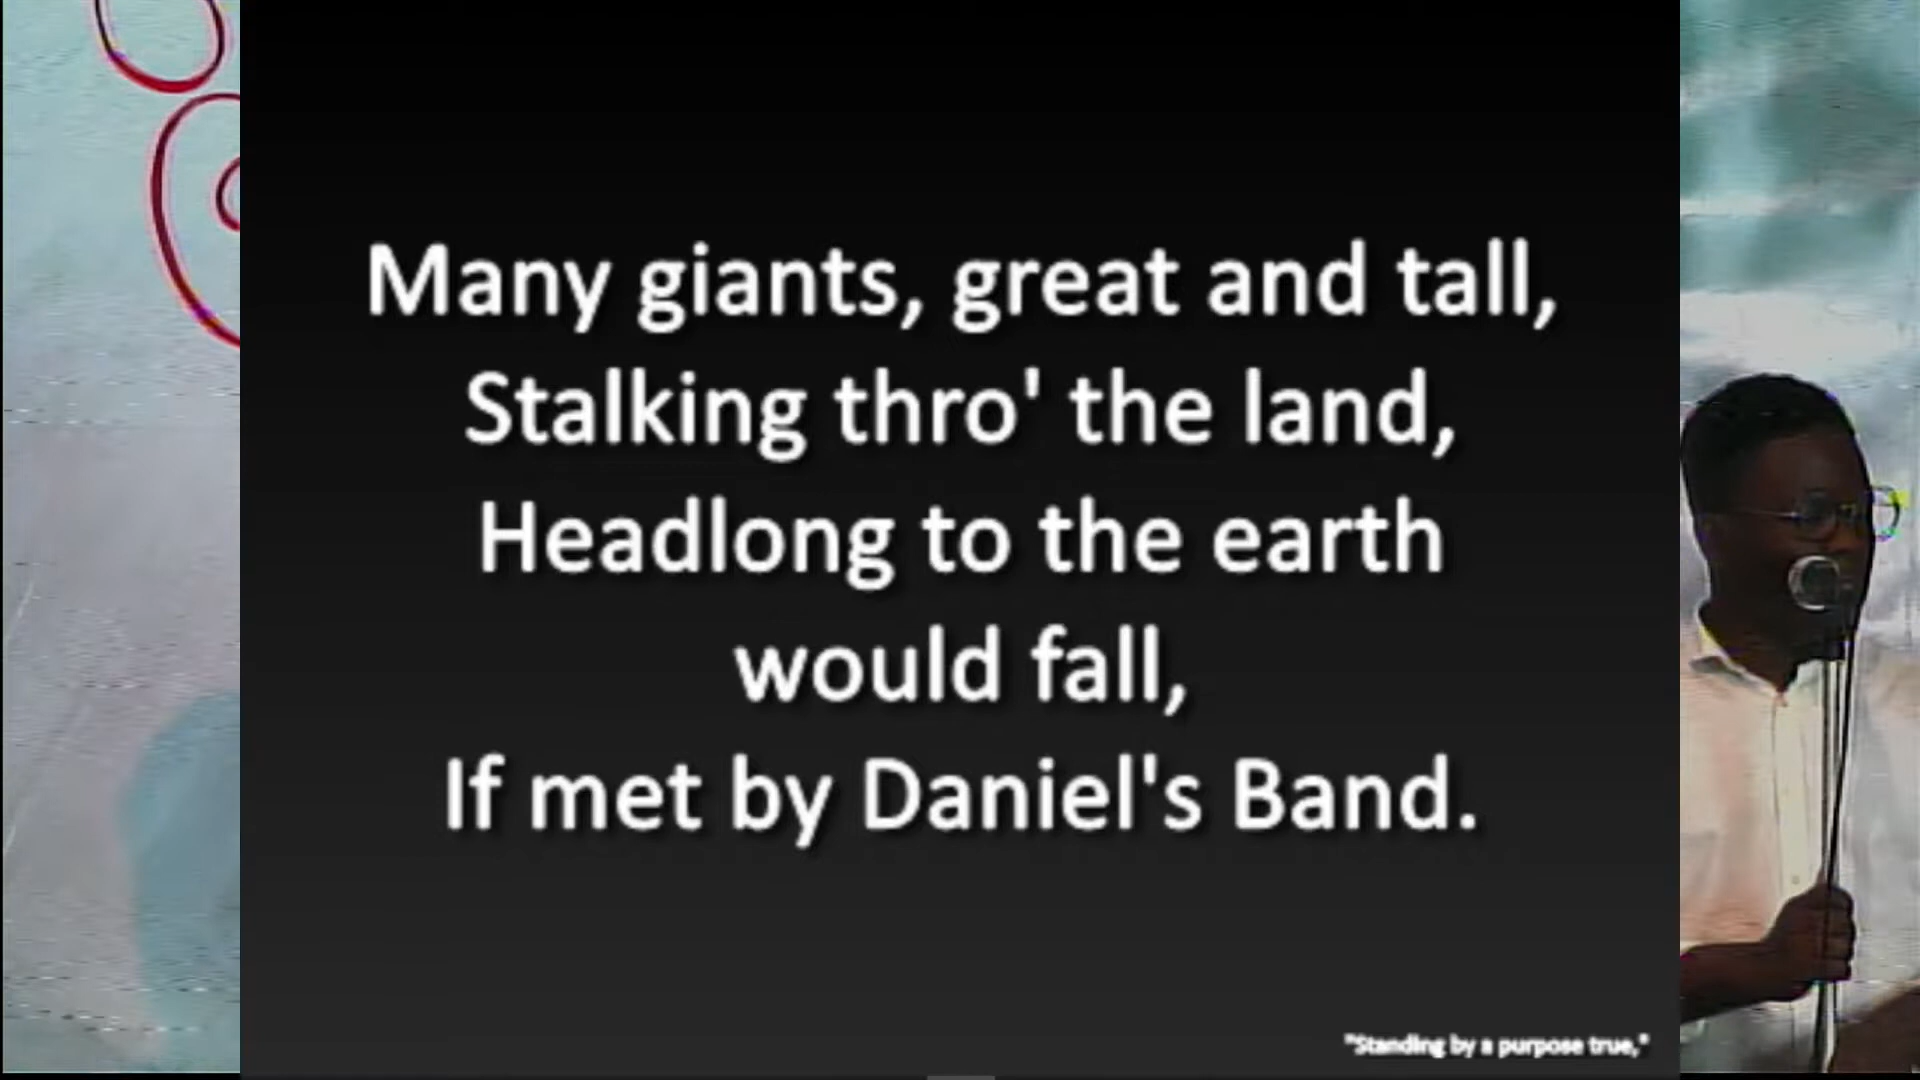 Many giants, great and tall,
Stalking thro' the land,
Headlong to the earth
would fall,
If met by Daniel's Band.
"Standing by a purpose true,"